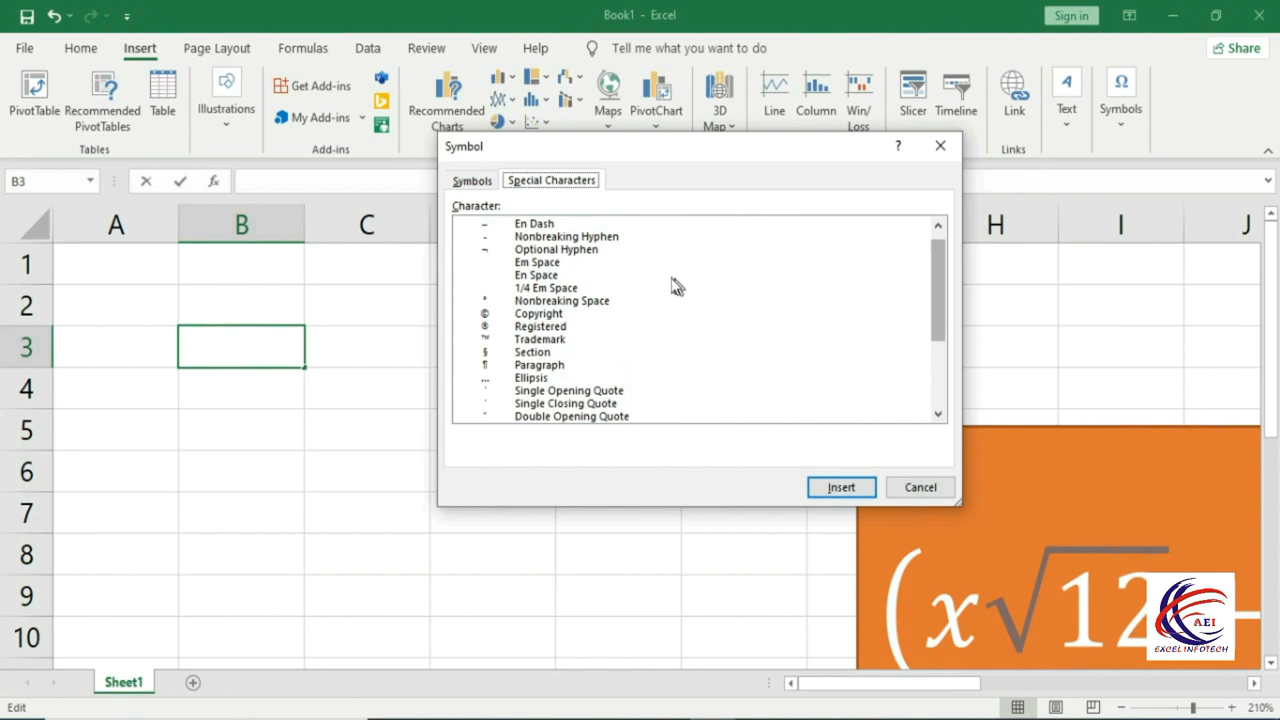 Book1 - Excel
Sign in
File Home Insert Page Layout Formulas Data Review View Help Tell me what you want to do Share
PivotTable Recommended PivotTables Table Illustrations Get Add-ins My Add-ins Recommended Charts Maps PivotChart 3D Map Line Column Win/ Loss Slicer Timeline Link Text Symbols
Tables Add-ins Links
B3 fx
Symbol ?
Symbols Special Characters
Character:
– En Dash
- Nonbreaking Hyphen
¬ Optional Hyphen
Em Space
En Space
1/4 Em Space
° Nonbreaking Space
© Copyright
® Registered
™ Trademark
§ Section
¶ Paragraph
… Ellipsis
‘ Single Opening Quote
’ Single Closing Quote
“ Double Opening Quote
Insert Cancel
A B C H I J
1
2
3
4
5
6
7
8
9
10
(x√12 −
AEI
EXCEL INFOTECH
Sheet1
Edit 210%